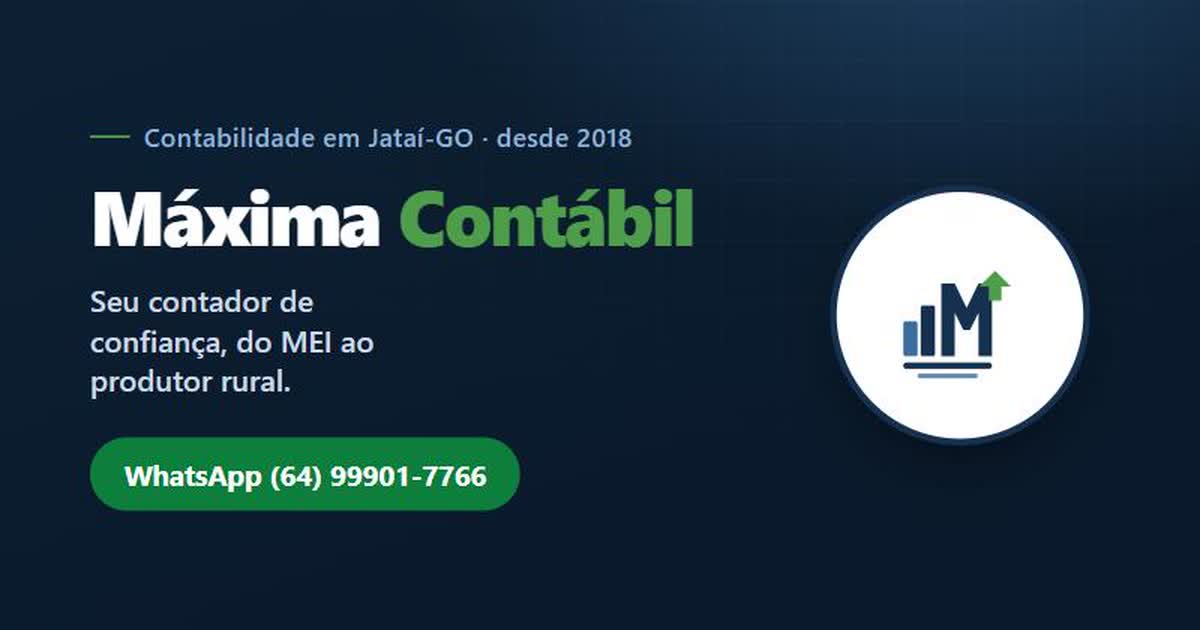 Contabilidade em Jataí-GO · desde 2018
Máxima Contábil
Seu contador de
confiança, do MEI ao
produtor rural.
WhatsApp (64) 99901-7766
M